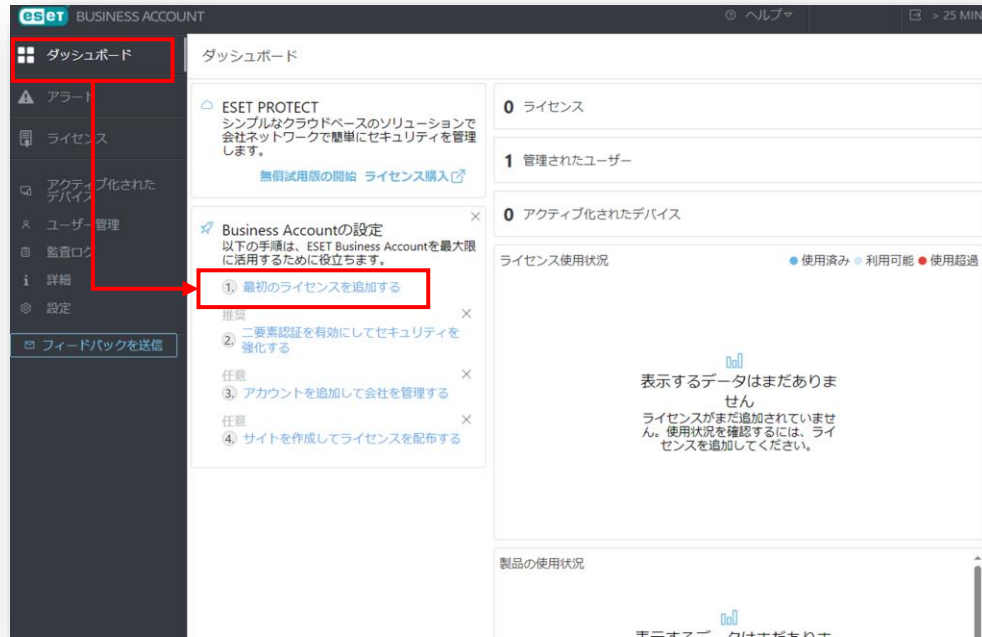 eset BUSINESS ACCOUNT
ヘルプ
> 25 MIN
ダッシュボード
アラート
ライセンス
アクティブ化された
デバイス
ユーザー管理
監査ログ
詳細
設定
フィードバックを送信
ダッシュボード
ESET PROTECT
シンプルなクラウドベースのソリューションで
会社ネットワークで簡単にセキュリティを管理
します。
無償試用版の開始 ライセンス購入
Business Accountの設定
以下の手順は、ESET Business Accountを最大限
に活用するために役立ちます。
1. 最初のライセンスを追加する
推奨
2. 二要素認証を有効にしてセキュリティを
強化する
任意
3. アカウントを追加して会社を管理する
任意
4. サイトを作成してライセンスを配布する
0 ライセンス
1 管理されたユーザー
0 アクティブ化されたデバイス
ライセンス使用状況
使用済み 利用可能 使用超過
表示するデータはまだありま
せん
ライセンスがまだ追加されていませ
ん。使用状況を確認するには、ライ
センスを追加してください。
製品の使用状況
表示するデータはまだありま